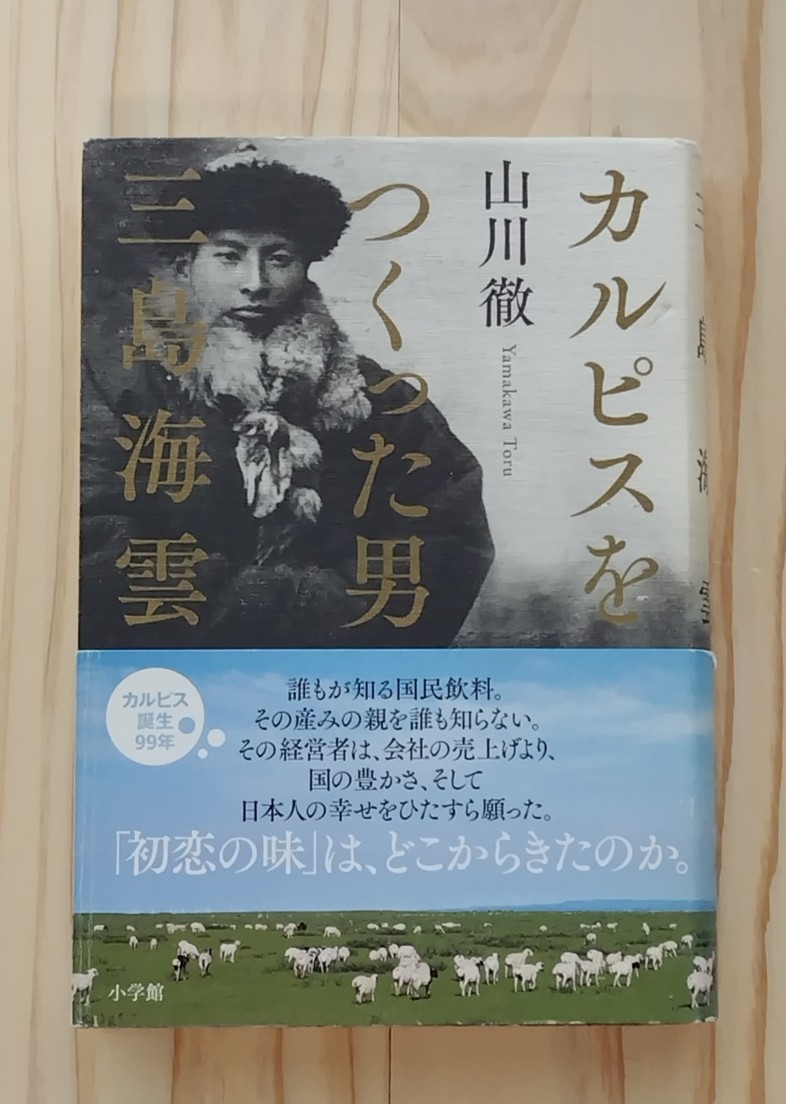 カルピスを
つくった男
三島海雲
山川徹
Yamakawa Toru
三島海雲
カルピス
誕生
99年
誰もが知る国民飲料。
その産みの親を誰も知らない。
その経営者は、会社の売上げより、
国の豊かさ、そして
日本人の幸せをひたすら願った。
「初恋の味」は、どこからきたのか。
小学館